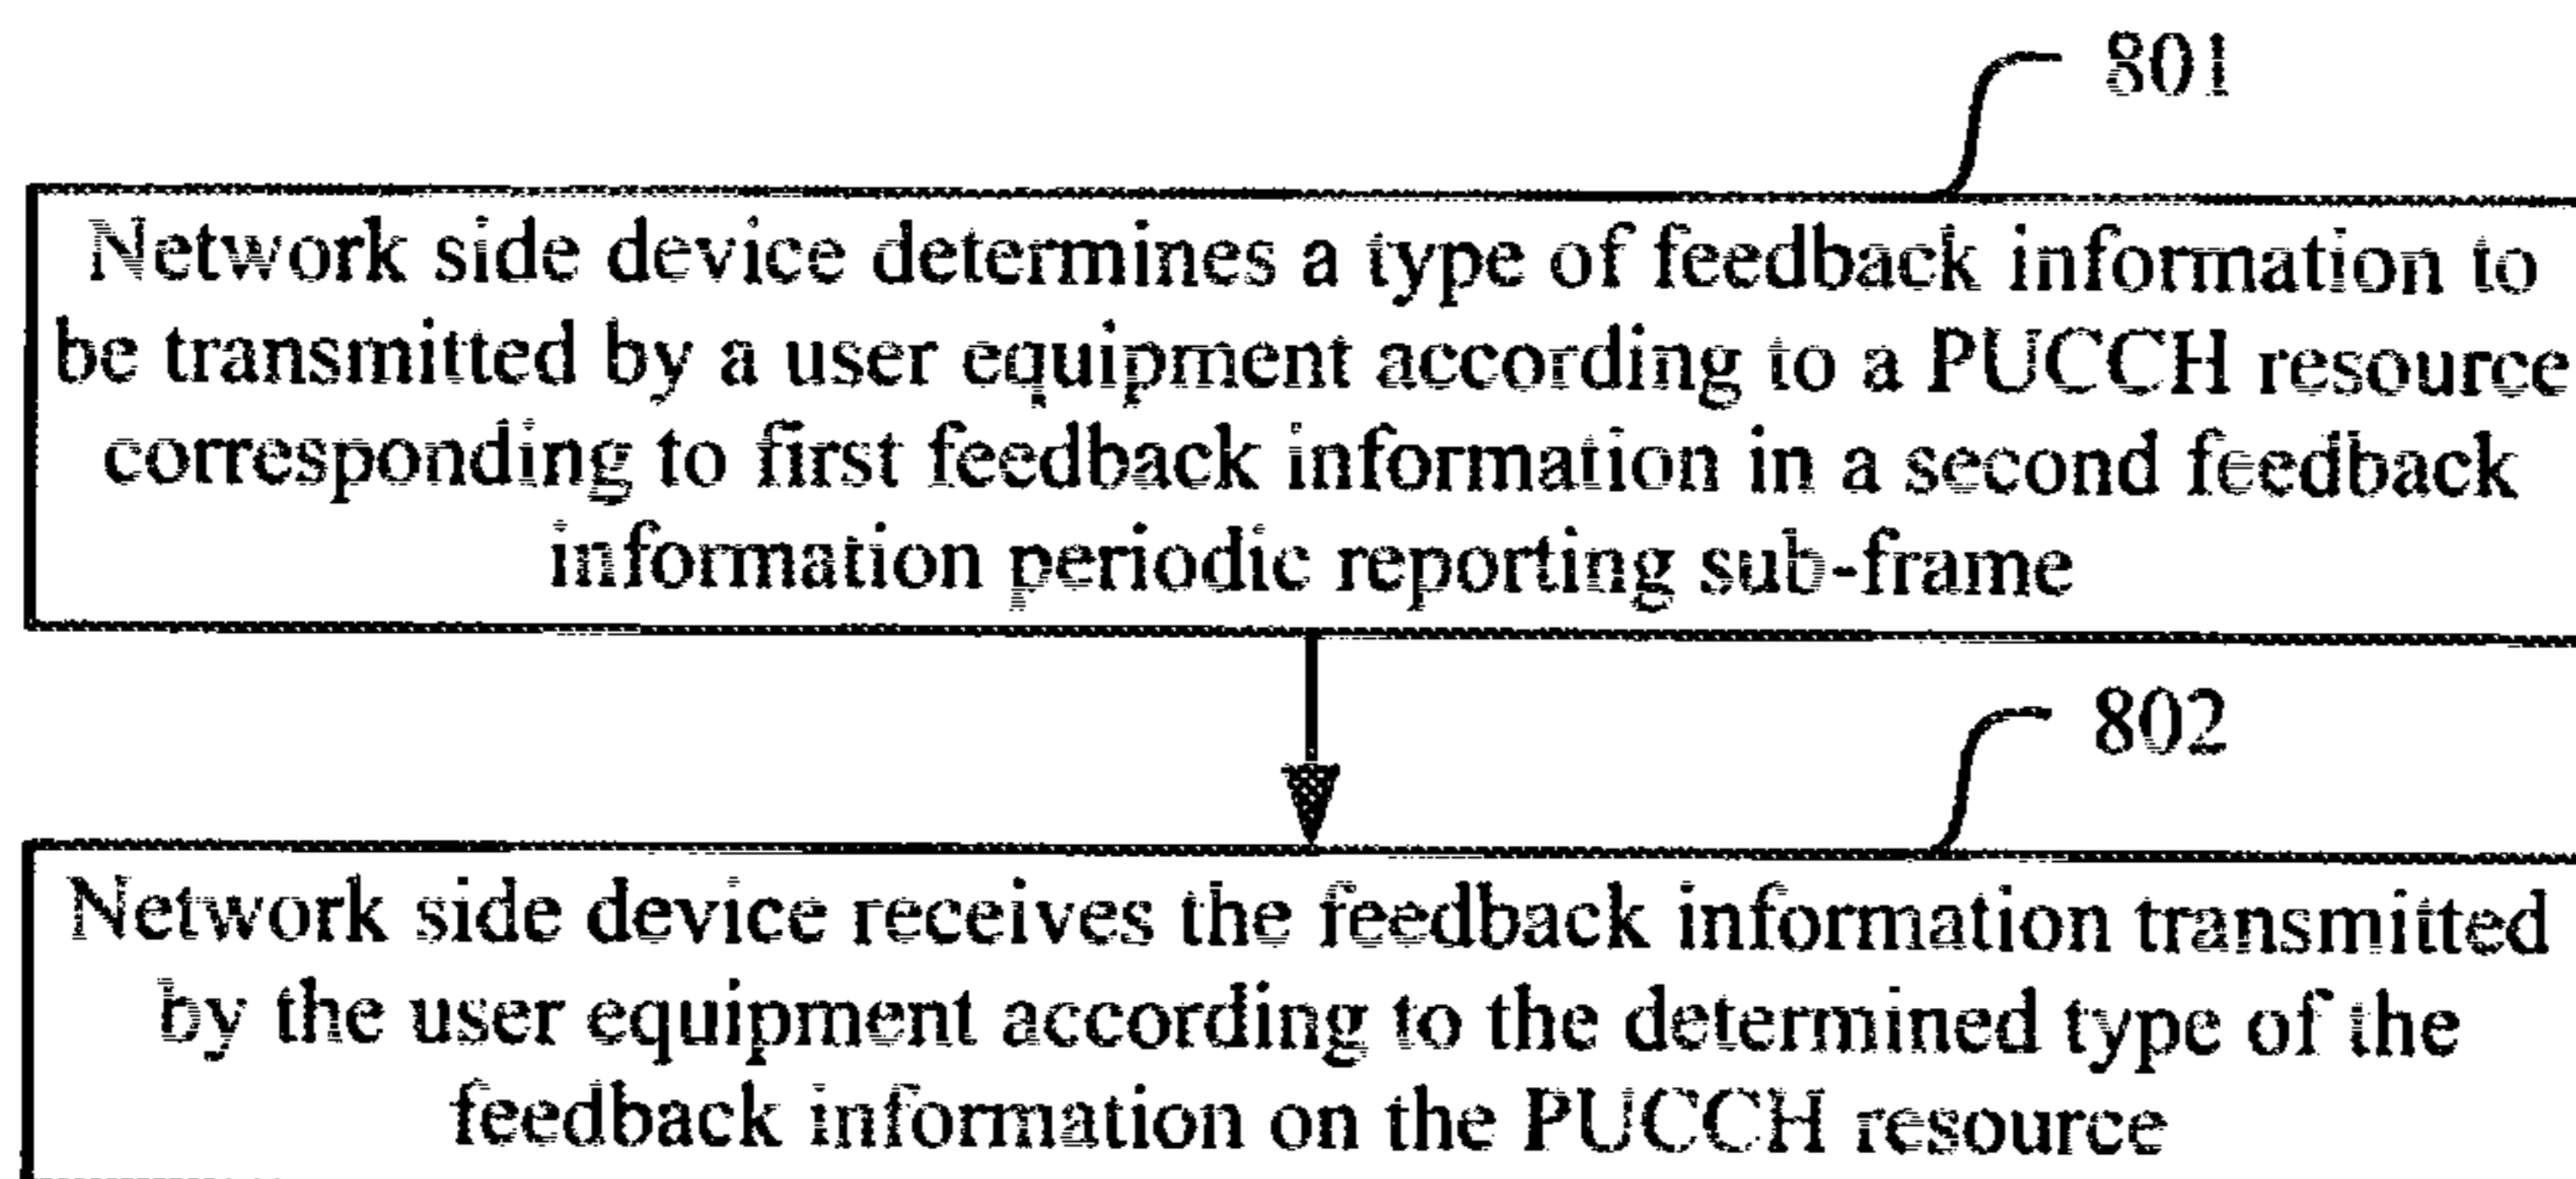 801
Network side device determines a type of feedback information to
be transmitted by a user equipment according to a PUCCH resource
corresponding to first feedback information in a second feedback
information periodic reporting sub-frame
802
Network side device receives the feedback information transmitted
by the user equipment according to the determined type of the
feedback information on the PUCCH resource